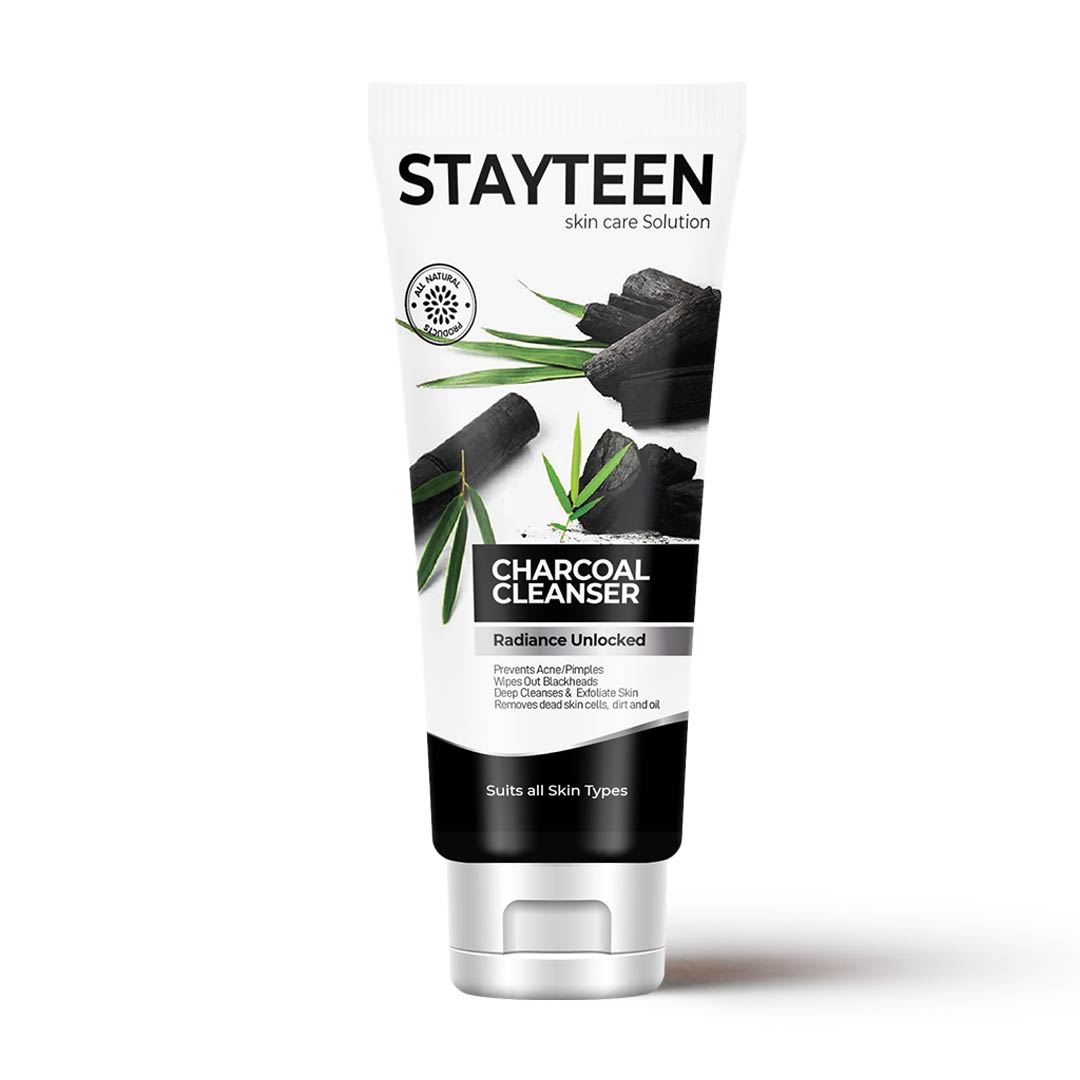 STAYTEEN
skin care Solution
ALL NATURAL
PRODUCTS
CHARCOAL
CLEANSER
Radiance Unlocked
Prevents Acne/Pimples
Wipes Out Blackheads
Deep Cleanses & Exfoliate Skin
Removes dead skin cells, dirt and oil
Suits all Skin Types